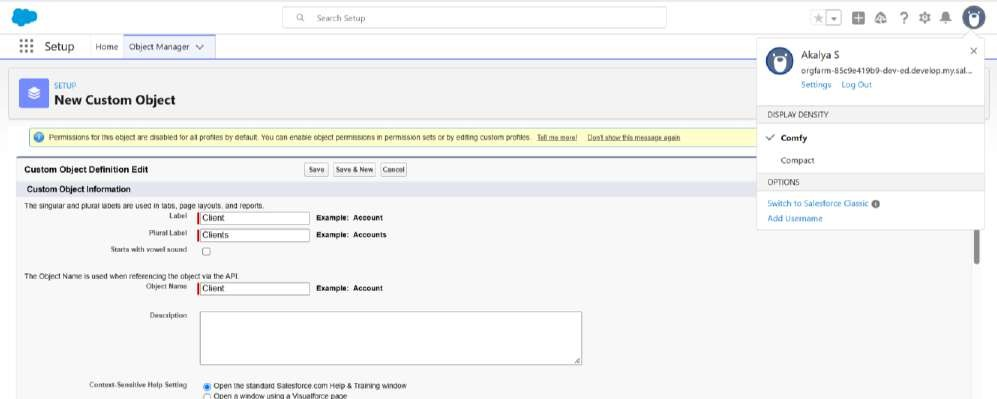 Search Setup
Setup Home Object Manager
SETUP
New Custom Object
Akalya S
orgfarm-85c9e419b9-dev-ed.develop.my.sal...
Settings Log Out
DISPLAY DENSITY
Comfy
Compact
OPTIONS
Switch to Salesforce Classic
Add Username
Permissions for this object are disabled for all profiles by default. You can enable object permissions in permission sets or by editing custom profiles. Tell me more! Don't show this message again
Custom Object Definition Edit Save Save & New Cancel
Custom Object Information
The singular and plural labels are used in tabs, page layouts, and reports.
Label Client Example: Account
Plural Label Clients Example: Accounts
Starts with vowel sound
The Object Name is used when referencing the object via the API.
Object Name Client Example: Account
Description
Context-Sensitive Help Setting Open the standard Salesforce.com Help & Training window
Open a window using a Visualforce page